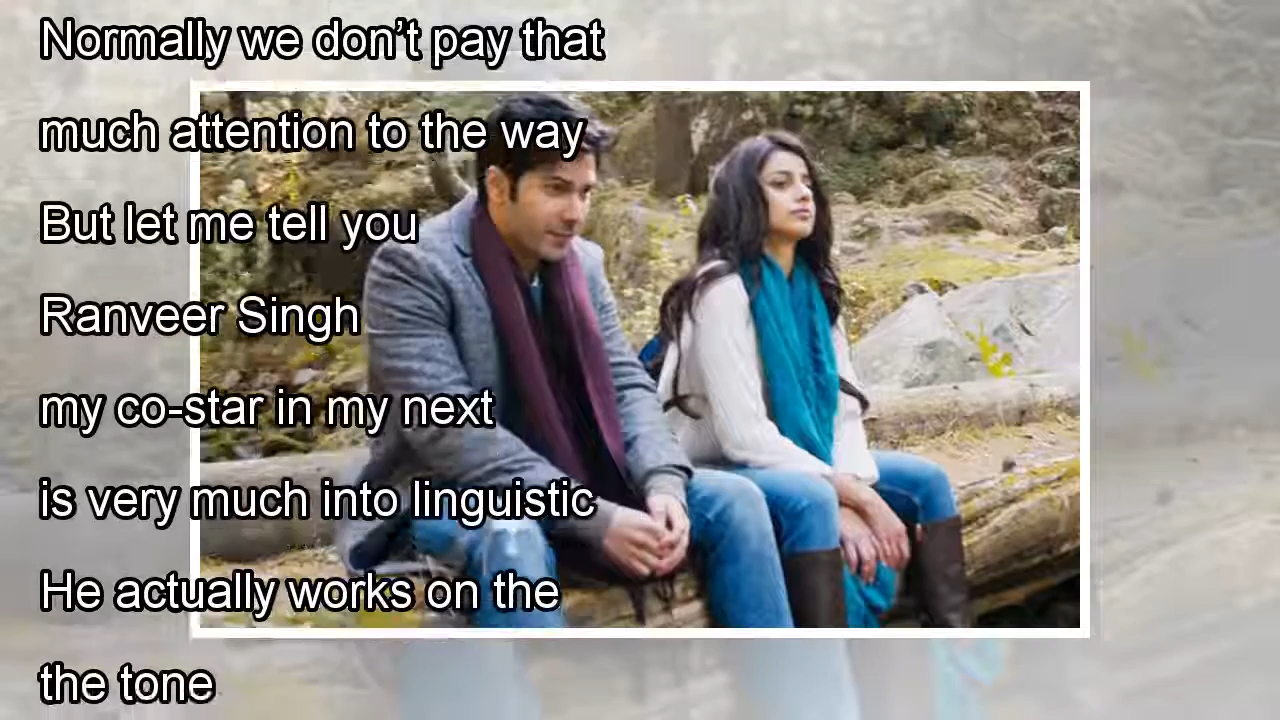 Normally we don’t pay that
much attention to the way
But let me tell you
Ranveer Singh
my co-star in my next
is very much into linguistic
He actually works on the
the tone